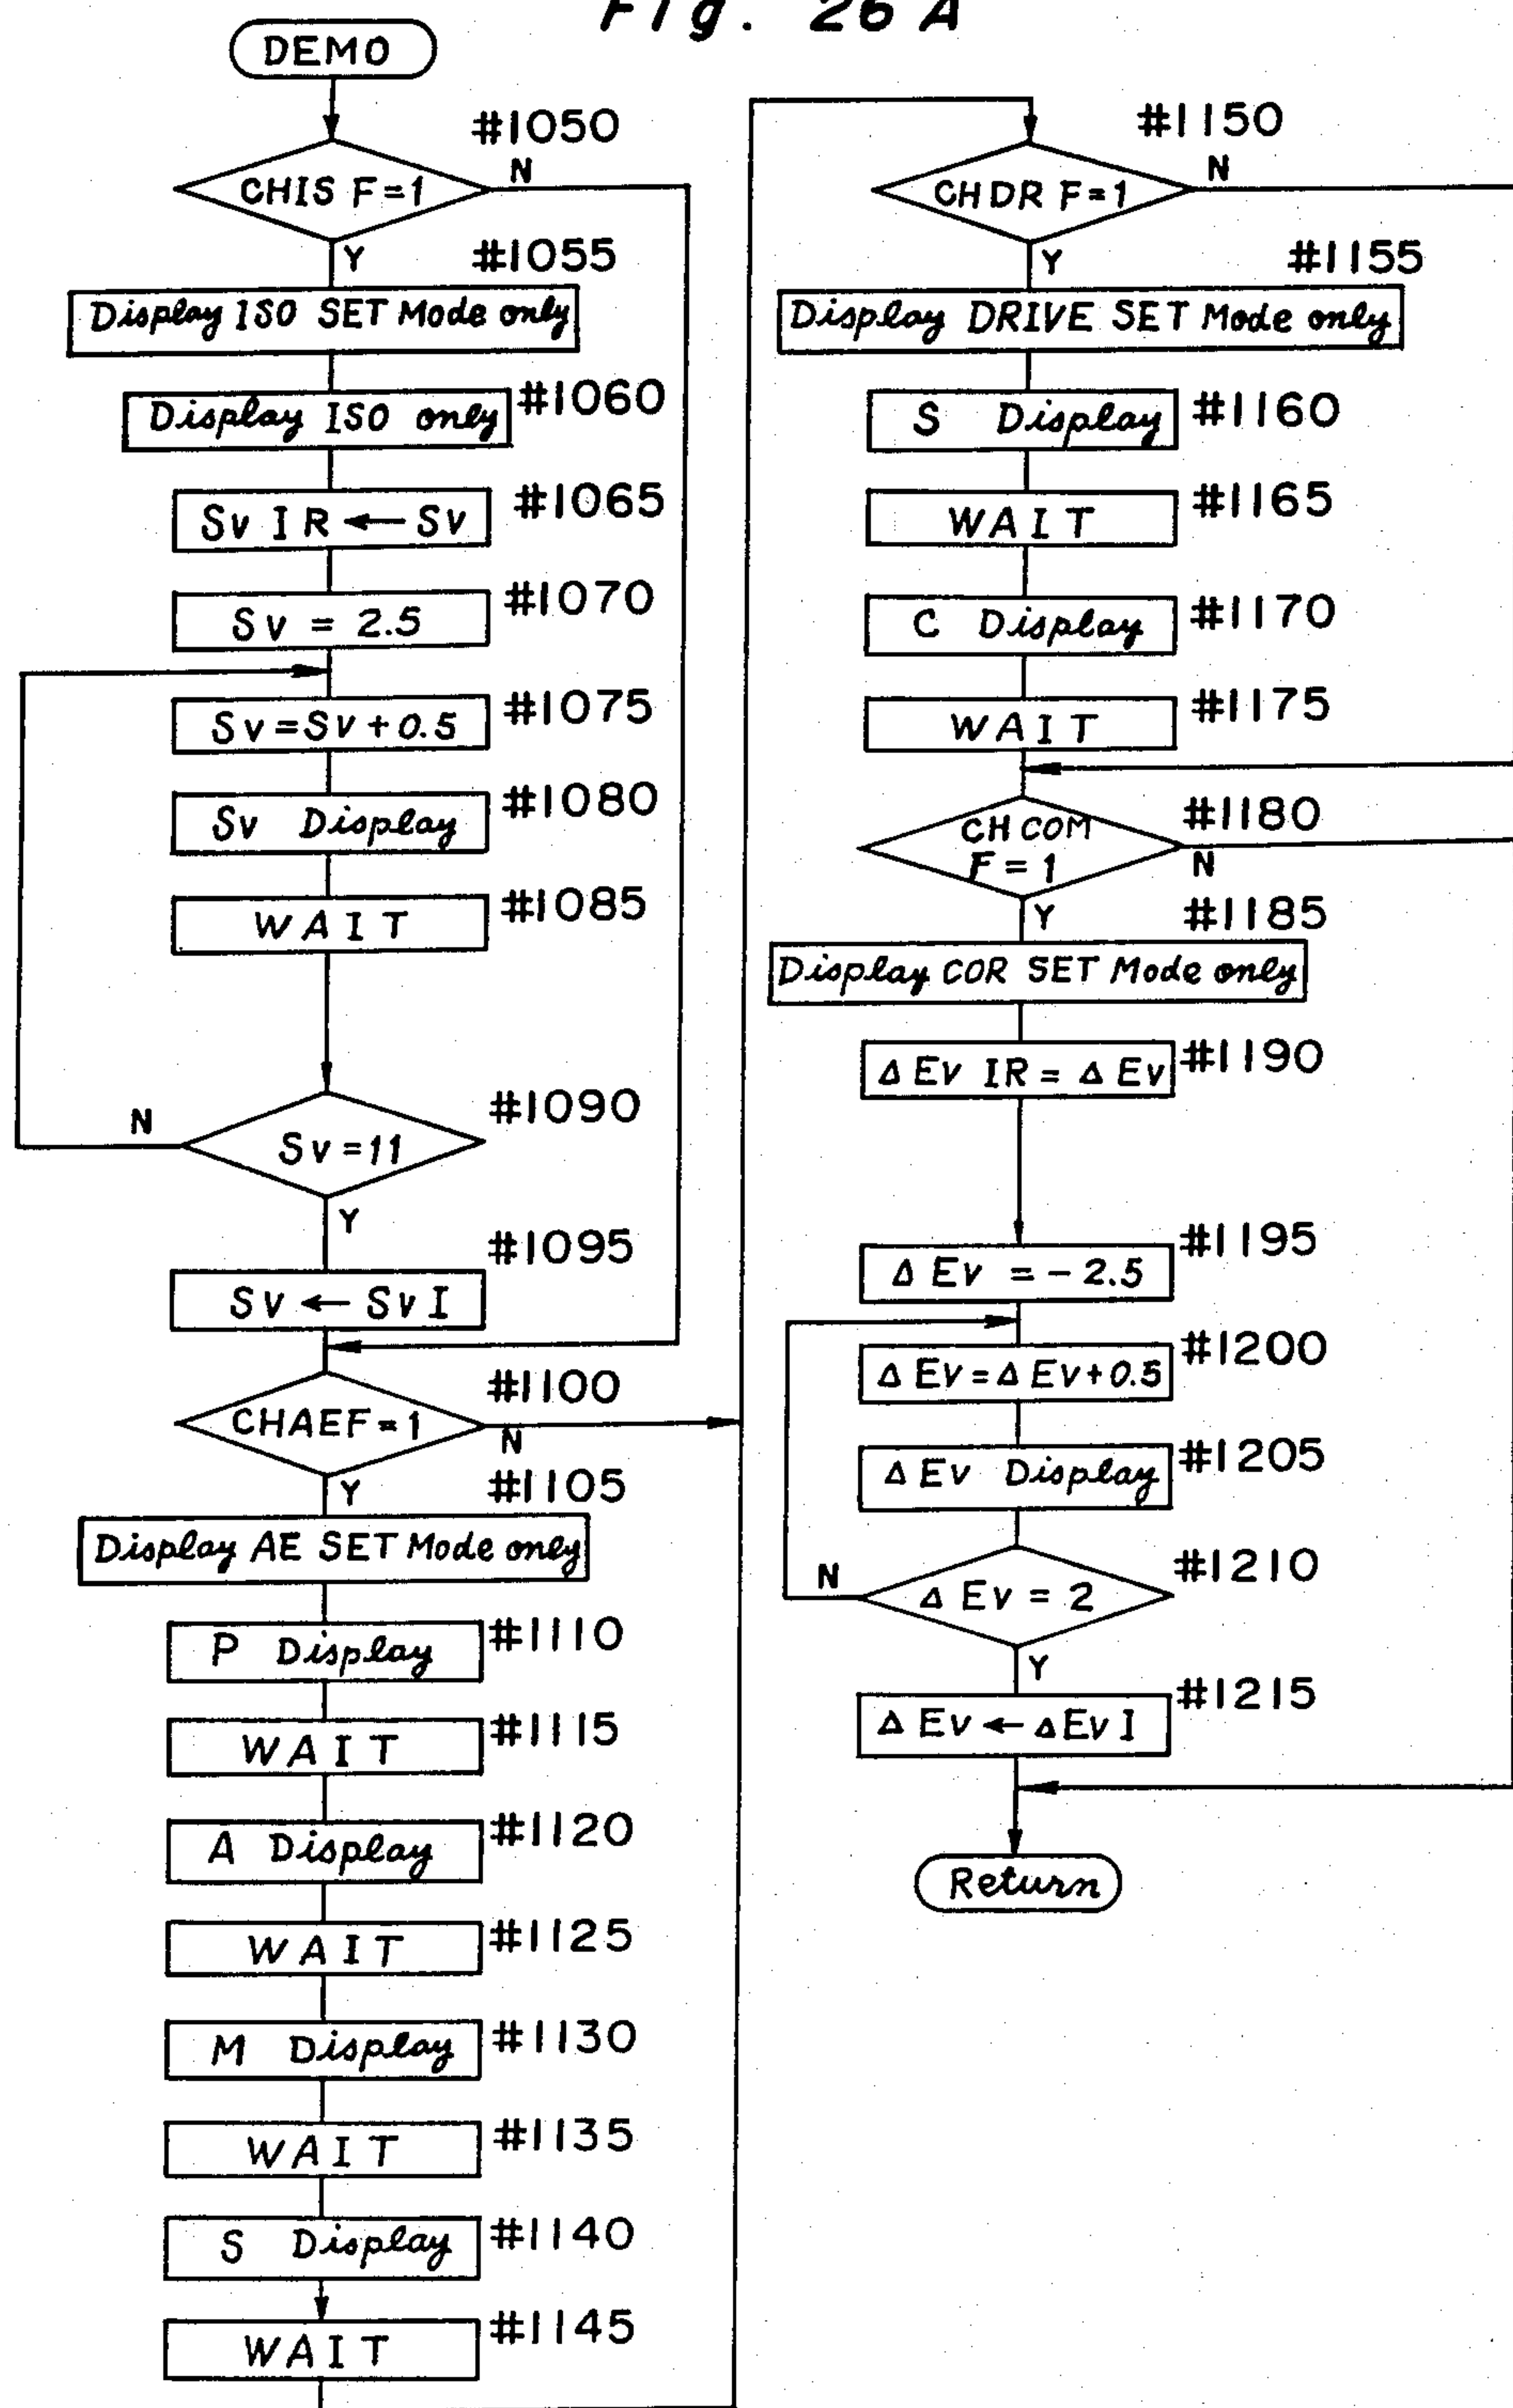 Fig. 26A
DEMO
#1050
CHIS F=1
N
Y
#1055
Display ISO SET Mode only
Display ISO only
#1060
Sv IR ← Sv
#1065
Sv = 2.5
#1070
Sv=Sv+0.5
#1075
Sv Display
#1080
WAIT
#1085
#1090
N
Sv=11
Y
#1095
Sv ← SvI
#1100
CHAEF=1
N
Y
#1105
Display AE SET Mode only
P Display
#1110
WAIT
#1115
A Display
#1120
WAIT
#1125
M Display
#1130
WAIT
#1135
S Display
#1140
WAIT
#1145
#1150
CHDR F=1
N
Y
#1155
Display DRIVE SET Mode only
S Display
#1160
WAIT
#1165
C Display
#1170
WAIT
#1175
#1180
CHCOM
F=1
N
Y
#1185
Display COR SET Mode only
Δ Ev IR = Δ Ev
#1190
#1195
Δ Ev = -2.5
#1200
Δ Ev=Δ Ev+0.5
Δ Ev Display
#1205
#1210
N
Δ Ev = 2
Y
#1215
Δ Ev ← ΔEvI
Return